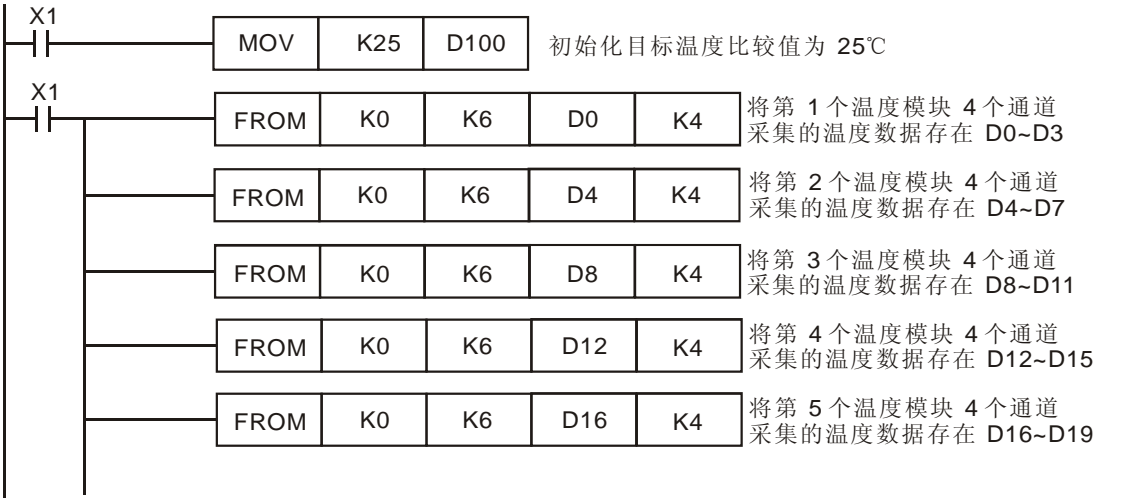 X1
MOV K25 D100 初始化目标温度比较值为 25℃
X1
FROM K0 K6 D0 K4
将第 1个温度模块 4个通道
采集的温度数据存在 D0~D3
FROM K0 K6 D4 K4
将第 2个温度模块 4个通道
采集的温度数据存在 D4~D7
FROM K0 K6 D8 K4
将第 3个温度模块 4个通道
采集的温度数据存在 D8~D11
FROM K0 K6 D12 K4
将第 4个温度模块 4个通道
采集的温度数据存在 D12~D15
FROM K0 K6 D16 K4
将第 5个温度模块 4个通道
采集的温度数据存在 D16~D19